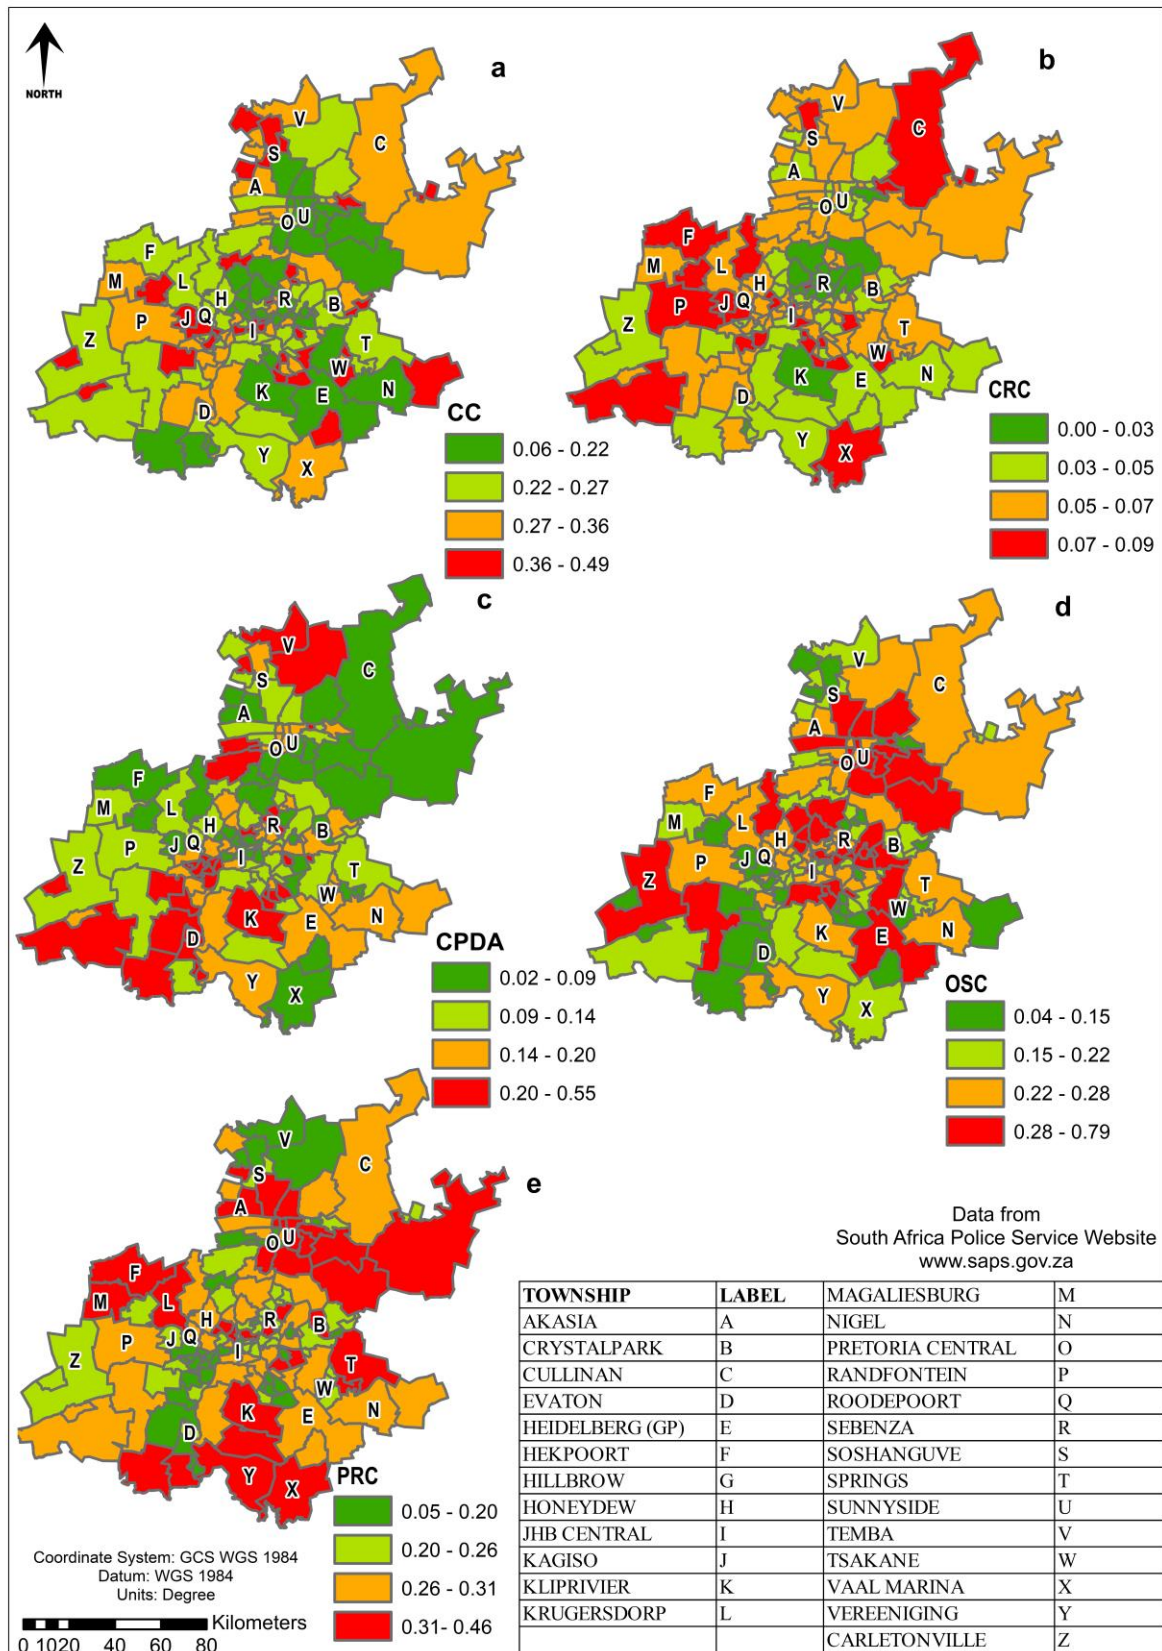 NORTH
a
V
C
S
A
O U
F
M
L
H
R
B
J Q
P
I
Z
T
W
K
E
N
D
Y
X
CC
0.06 - 0.22
0.22 - 0.27
0.27 - 0.36
0.36 - 0.49
b
V
C
S
A
O U
F
M
L
H
R
B
J Q
P
I
Z
T
W
K
E
N
D
Y
X
CRC
0.00 - 0.03
0.03 - 0.05
0.05 - 0.07
0.07 - 0.09
c
V
C
S
A
O U
F
M
L
H
R
B
J Q
P
I
Z
T
W
K
E
N
D
Y
X
CPDA
0.02 - 0.09
0.09 - 0.14
0.14 - 0.20
0.20 - 0.55
d
V
C
S
A
O U
F
M
L
H
R
B
J Q
P
I
Z
T
W
K
E
N
D
Y
X
OSC
0.04 - 0.15
0.15 - 0.22
0.22 - 0.28
0.28 - 0.79
e
V
C
S
A
O U
F
M
L
H
R
B
J Q
P
I
Z
T
W
K
E
N
D
Y
X
PRC
0.05 - 0.20
0.20 - 0.26
0.26 - 0.31
0.31- 0.46
Coordinate System: GCS WGS 1984
Datum: WGS 1984
Units: Degree
Kilometers
0 1020 40 60 80
Data from
South Africa Police Service Website
www.saps.gov.za
TOWNSHIP LABEL MAGALIESBURG M
AKASIA A NIGEL N
CRYSTALPARK B PRETORIA CENTRAL O
CULLINAN C RANDFONTEIN P
EVATON D ROODEPOORT Q
HEIDELBERG (GP) E SEBENZA R
HEKPOORT F SOSHANGUVE S
HILLBROW G SPRINGS T
HONEYDEW H SUNNYSIDE U
JHB CENTRAL I TEMBA V
KAGISO J TSAKANE W
KLIPRIVIER K VAAL MARINA X
KRUGERSDORP L VEREENIGING Y
CARLETONVILLE Z